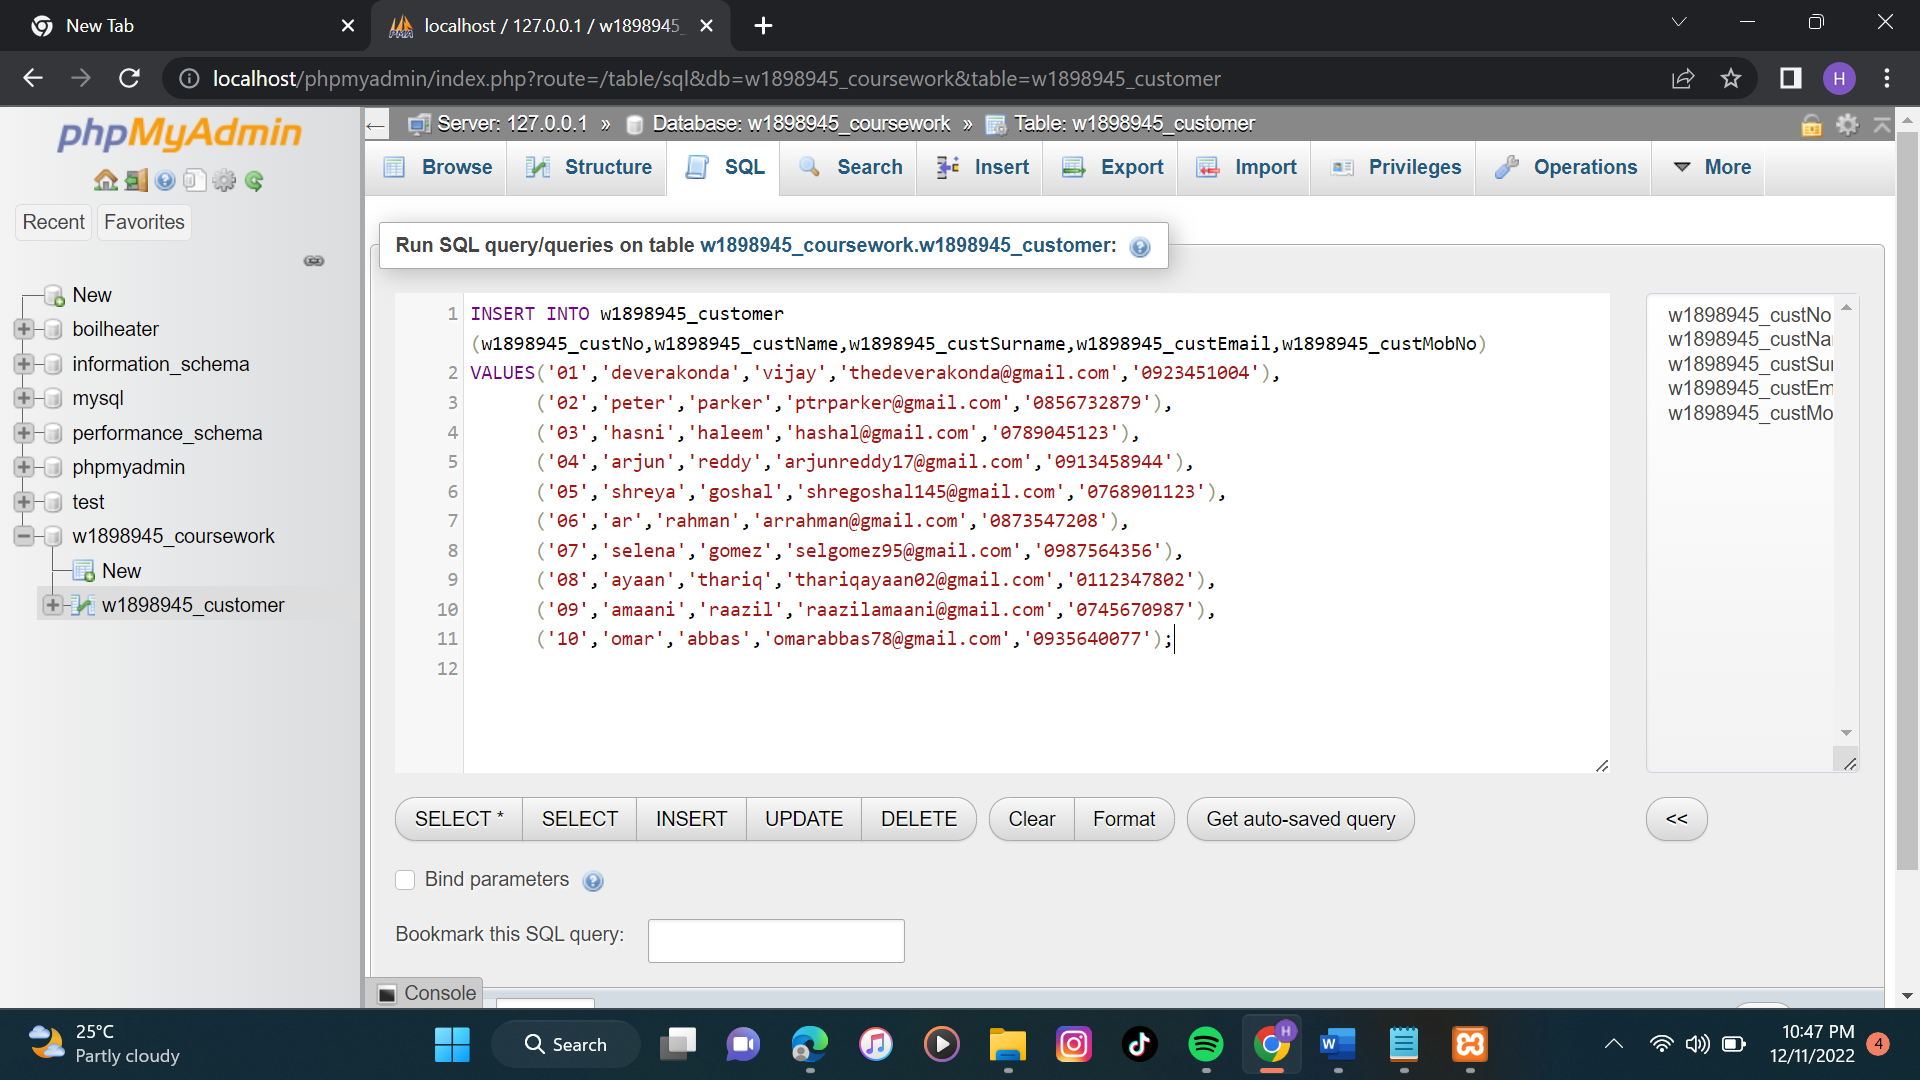 New Tab
localhost / 127.0.0.1 / w1898945_
localhost/phpmyadmin/index.php?route=/table/sql&db=w1898945_coursework&table=w1898945_customer
H
phpMyAdmin
Recent
Favorites
New
boilheater
information_schema
mysql
performance_schema
phpmyadmin
test
w1898945_coursework
New
w1898945_customer
Server: 127.0.0.1 » Database: w1898945_coursework » Table: w1898945_customer
Browse Structure SQL Search Insert Export Import Privileges Operations More
Run SQL query/queries on table w1898945_coursework.w1898945_customer:
1 INSERT INTO w1898945_customer
(w1898945_custNo,w1898945_custName,w1898945_custSurname,w1898945_custEmail,w1898945_custMobNo)
2 VALUES('01','deverakonda','vijay','thedeverakonda@gmail.com','0923451004'),
3 ('02','peter','parker','ptrparker@gmail.com','0856732879'),
4 ('03','hasni','haleem','hashal@gmail.com','0789045123'),
5 ('04','arjun','reddy','arjunreddy17@gmail.com','0913458944'),
6 ('05','shreya','goshal','shregoshal145@gmail.com','0768901123'),
7 ('06','ar','rahman','arrahman@gmail.com','0873547208'),
8 ('07','selena','gomez','selgomez95@gmail.com','0987564356'),
9 ('08','ayaan','thariq','thariqayaan02@gmail.com','0112347802'),
10 ('09','amaani','raazil','raazilamaani@gmail.com','0745670987'),
11 ('10','omar','abbas','omarabbas78@gmail.com','0935640077');
12
w1898945_custNo
w1898945_custNa
w1898945_custSu
w1898945_custEm
w1898945_custMo
SELECT * SELECT INSERT UPDATE DELETE Clear Format Get auto-saved query <<
Bind parameters
Bookmark this SQL query:
Console
25°C
Partly cloudy
Search
H
W
10:47 PM
12/11/2022
4